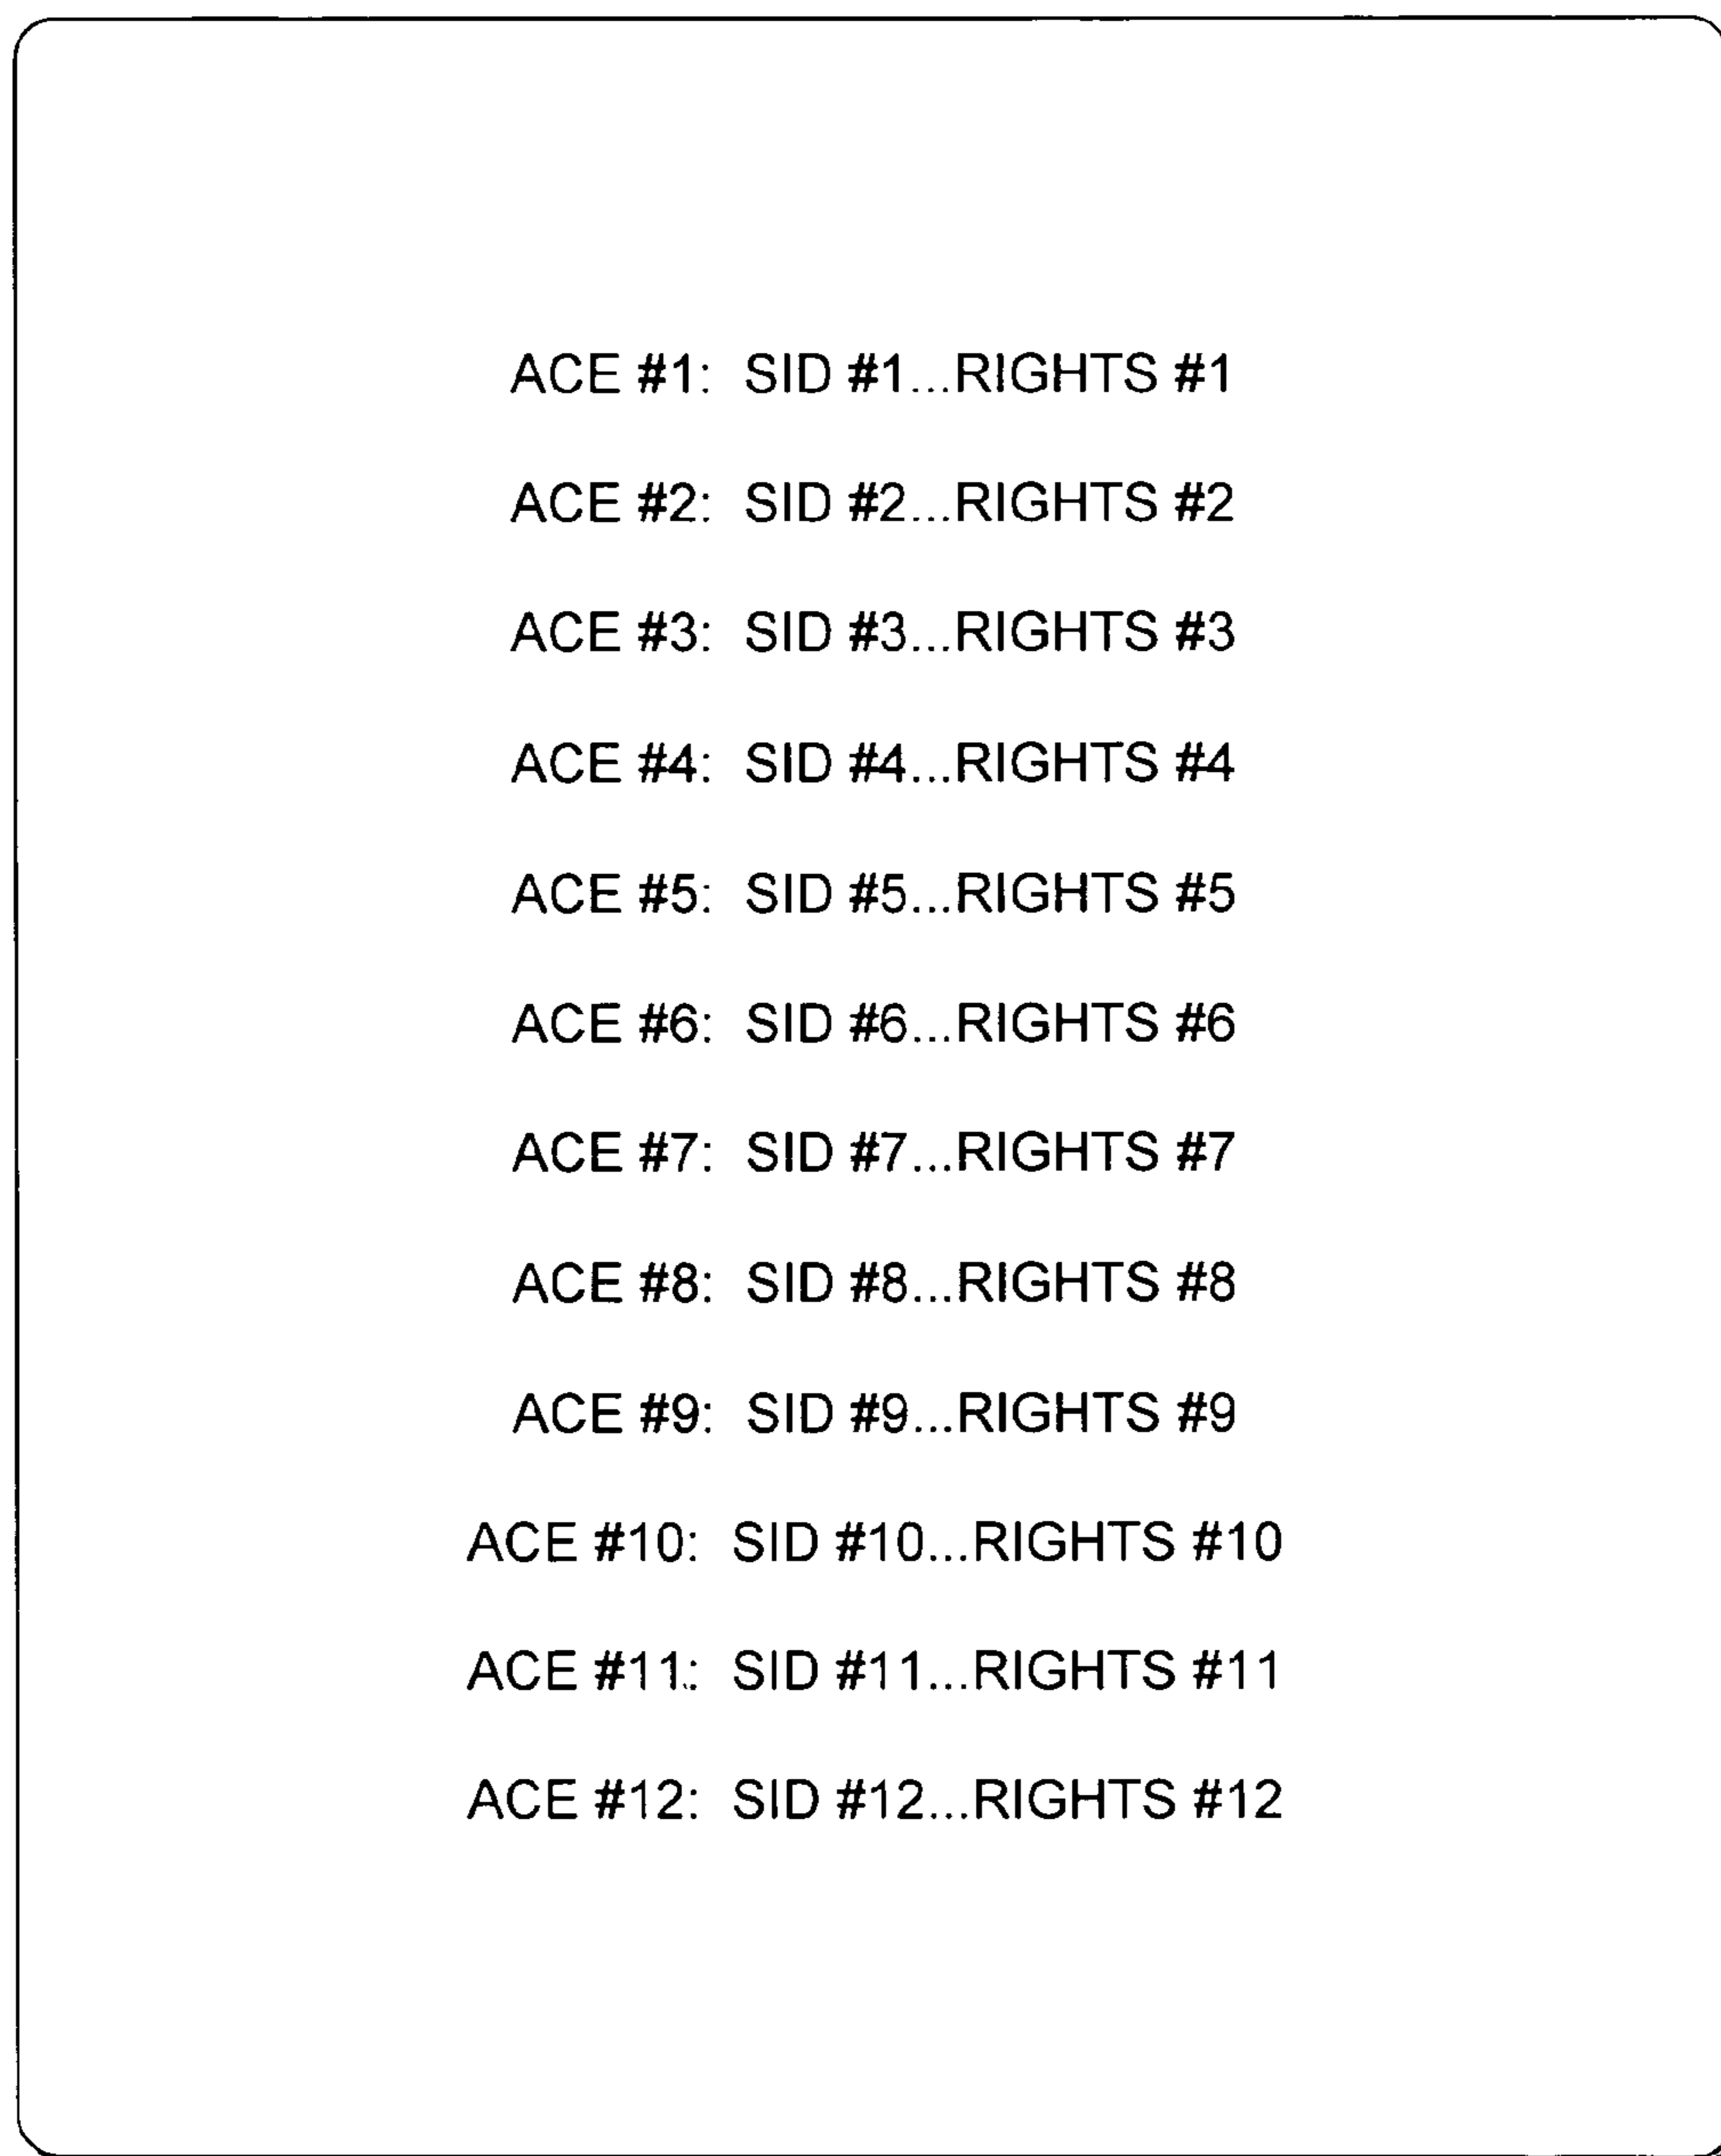 ACE #1: SID #1...RIGHTS #1
ACE #2: SID #2...RIGHTS #2
ACE #3: SID #3...RIGHTS #3
ACE #4: SID #4...RIGHTS #4
ACE #5: SID #5...RIGHTS #5
ACE #6: SID #6...RIGHTS #6
ACE #7: SID #7...RIGHTS #7
ACE #8: SID #8...RIGHTS #8
ACE #9: SID #9...RIGHTS #9
ACE #10: SID #10...RIGHTS #10
ACE #11: SID #11...RIGHTS #11
ACE #12: SID #12...RIGHTS #12